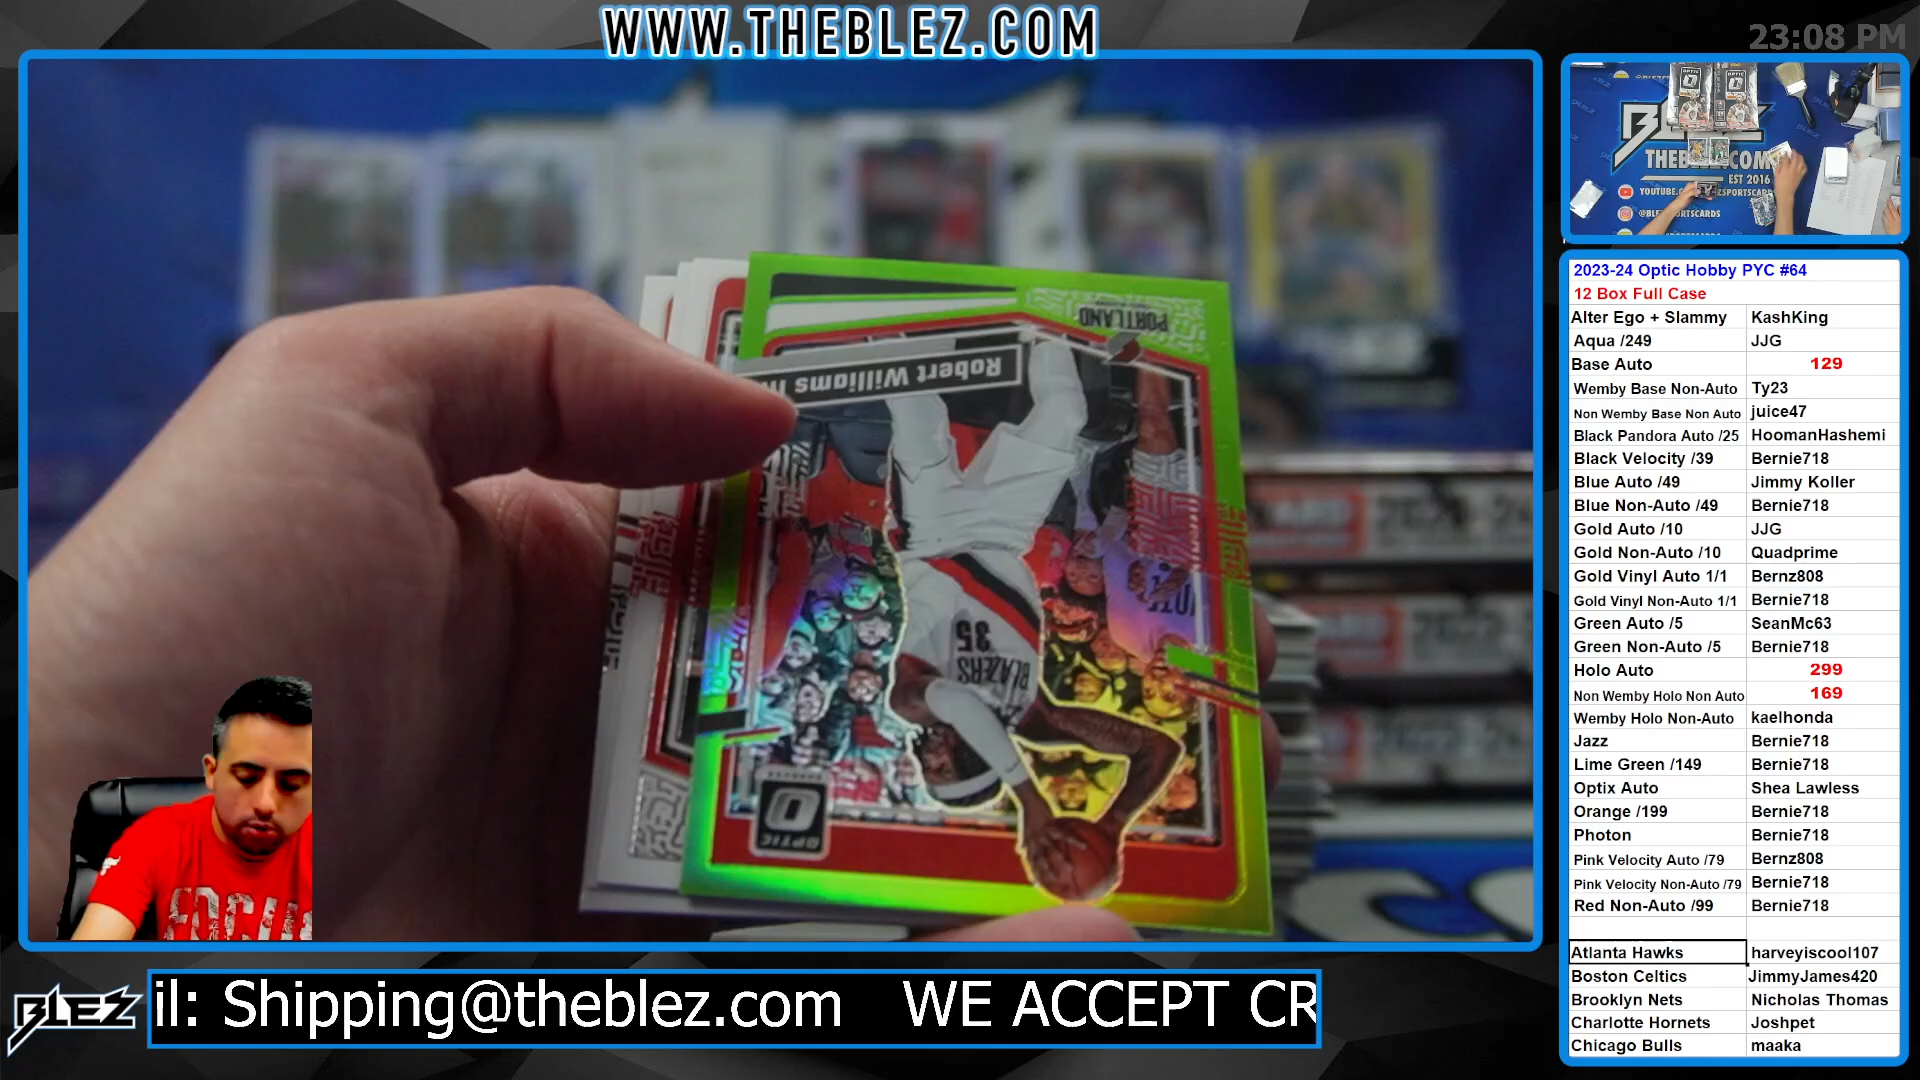 WWW.THEBLEZ.COM
23:08 PM
PORTLAND
Robert Williams III
35
BLAZERS
OPTIC
EST 2016
2023-24 Optic Hobby PYC #64
12 Box Full Case
Alter Ego + Slammy KashKing
Aqua /249 JJG
Base Auto 129
Wemby Base Non-Auto Ty23
Non Wemby Base Non Auto juice47
Black Pandora Auto /25 HoomanHashemi
Black Velocity /39 Bernie718
Blue Auto /49 Jimmy Koller
Blue Non-Auto /49 Bernie718
Gold Auto /10 JJG
Gold Non-Auto /10 Quadprime
Gold Vinyl Auto 1/1 Bernz808
Gold Vinyl Non-Auto 1/1 Bernie718
Green Auto /5 SeanMc63
Green Non-Auto /5 Bernie718
Holo Auto 299
Non Wemby Holo Non Auto 169
Wemby Holo Non-Auto kaelhonda
Jazz Bernie718
Lime Green /149 Bernie718
Optix Auto Shea Lawless
Orange /199 Bernie718
Photon Bernie718
Pink Velocity Auto /79 Bernz808
Pink Velocity Non-Auto /79 Bernie718
Red Non-Auto /99 Bernie718
Atlanta Hawks harveyiscool107
Boston Celtics JimmyJames420
Brooklyn Nets Nicholas Thomas
Charlotte Hornets Joshpet
Chicago Bulls maaka
BLEZ
il: Shipping@theblez.com WE ACCEPT CR